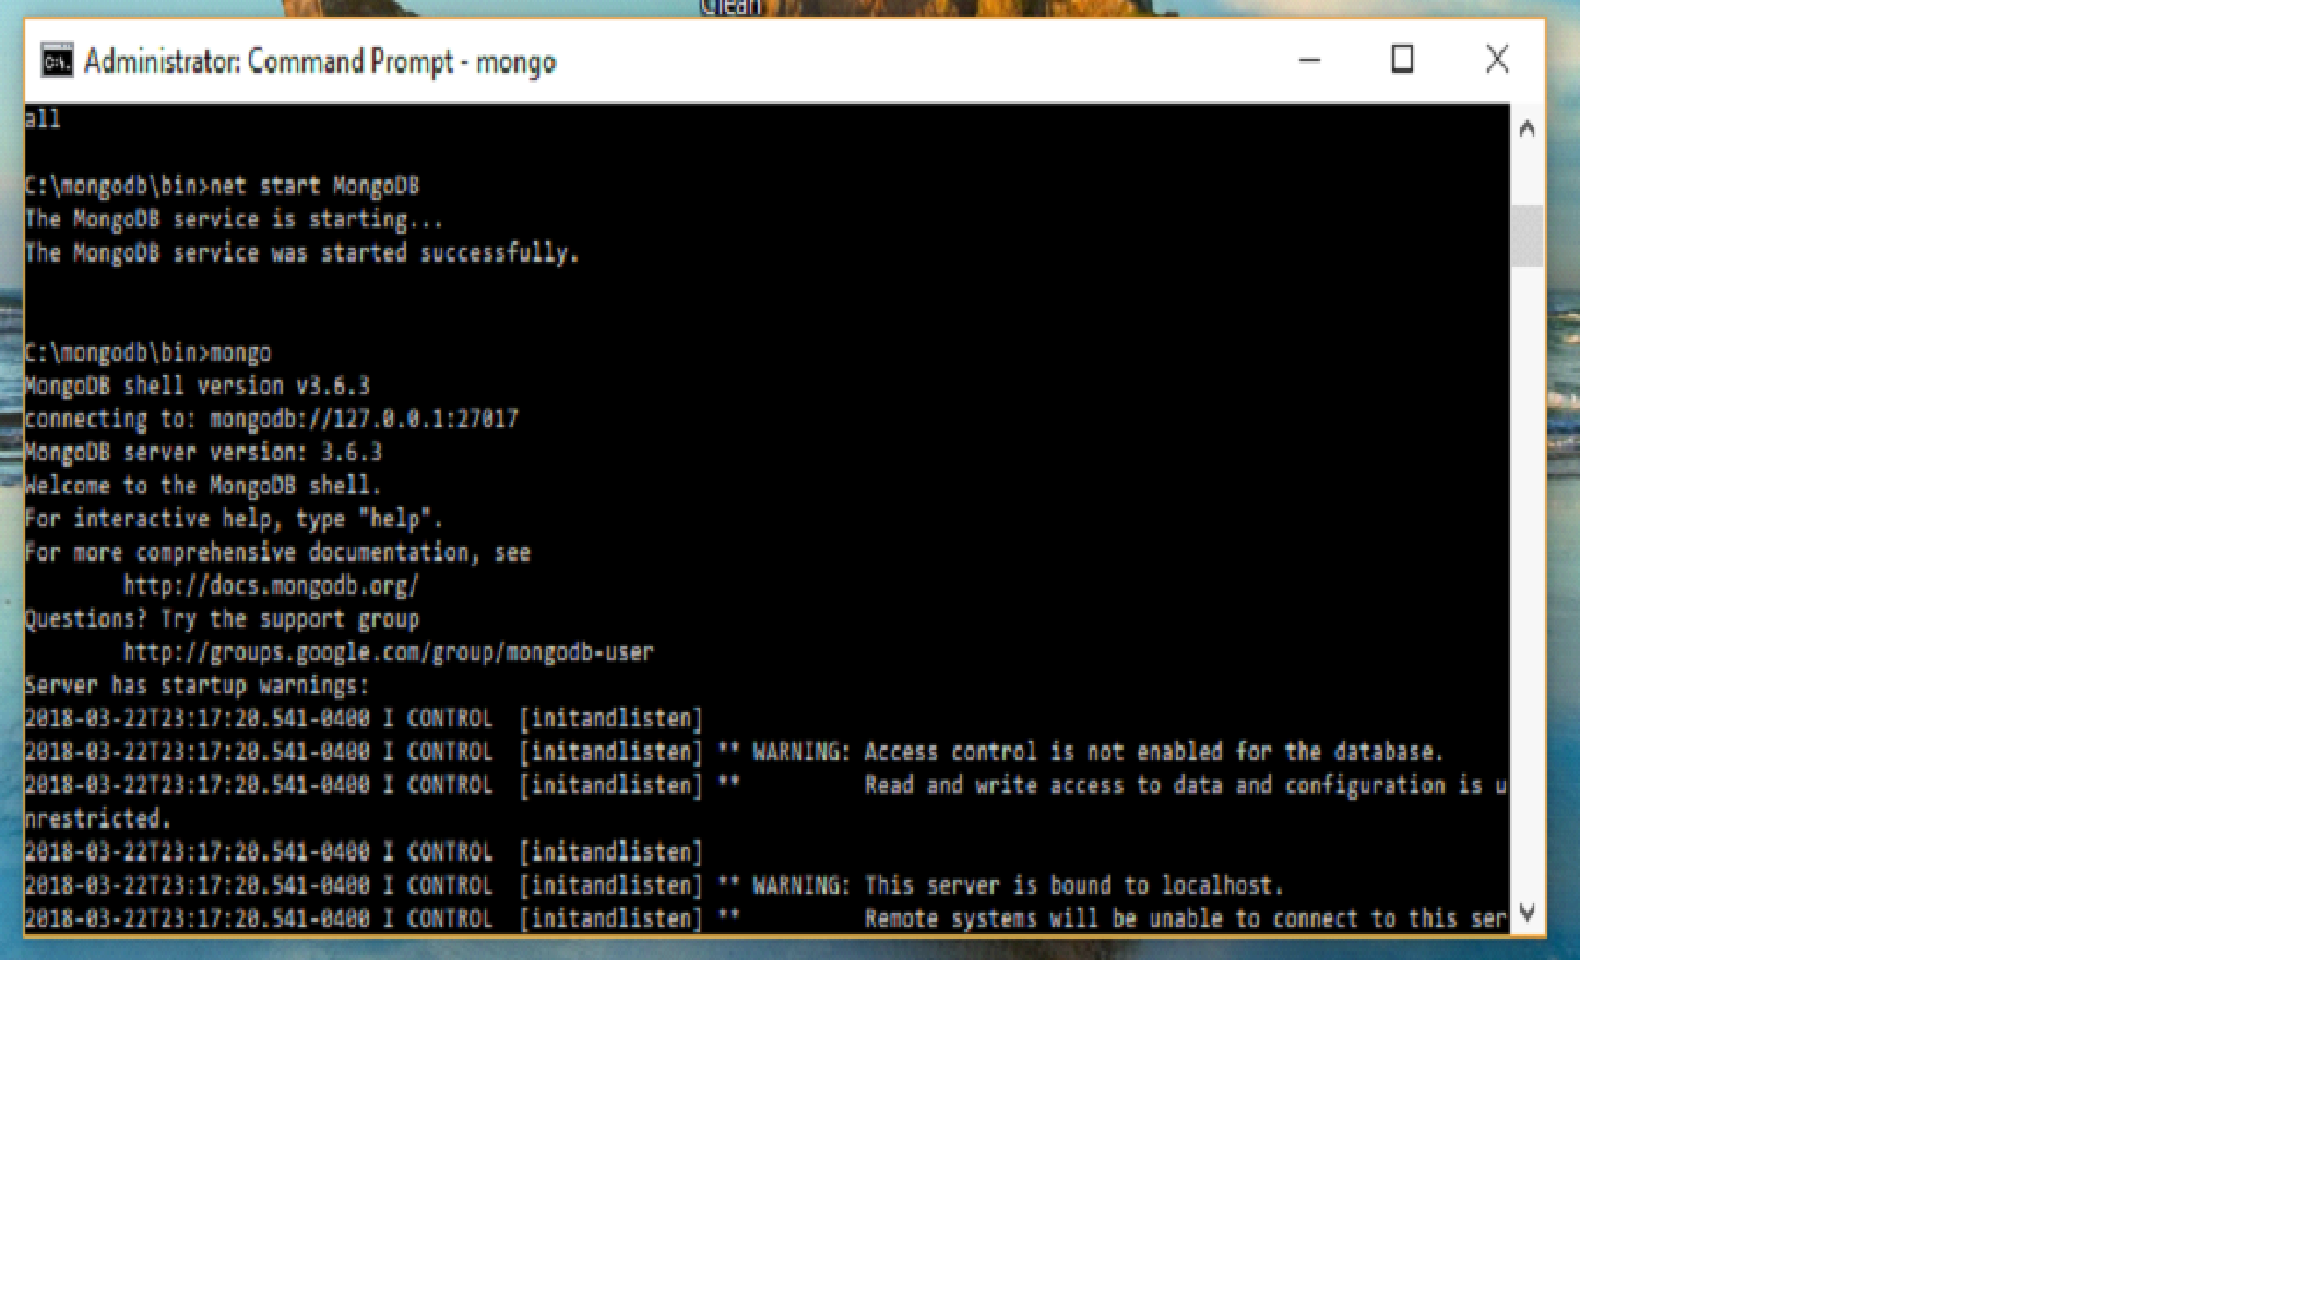 Clean
Administrator: Command Prompt - mongo
all
C:\mongodb\bin>net start MongoDB
The MongoDB service is starting...
The MongoDB service was started successfully.
C:\mongodb\bin>mongo
MongoDB shell version v3.6.3
connecting to: mongodb://127.0.0.1:27017
MongoDB server version: 3.6.3
Welcome to the MongoDB shell.
For interactive help, type "help".
For more comprehensive documentation, see
http://docs.mongodb.org/
Questions? Try the support group
http://groups.google.com/group/mongodb-user
Server has startup warnings:
2018-03-22T23:17:20.541-0400 I CONTROL  [initandlisten]
2018-03-22T23:17:20.541-0400 I CONTROL  [initandlisten] ** WARNING: Access control is not enabled for the database.
2018-03-22T23:17:20.541-0400 I CONTROL  [initandlisten] **          Read and write access to data and configuration is u
nrestricted.
2018-03-22T23:17:20.541-0400 I CONTROL  [initandlisten]
2018-03-22T23:17:20.541-0400 I CONTROL  [initandlisten] ** WARNING: This server is bound to localhost.
2018-03-22T23:17:20.541-0400 I CONTROL  [initandlisten] **          Remote systems will be unable to connect to this ser